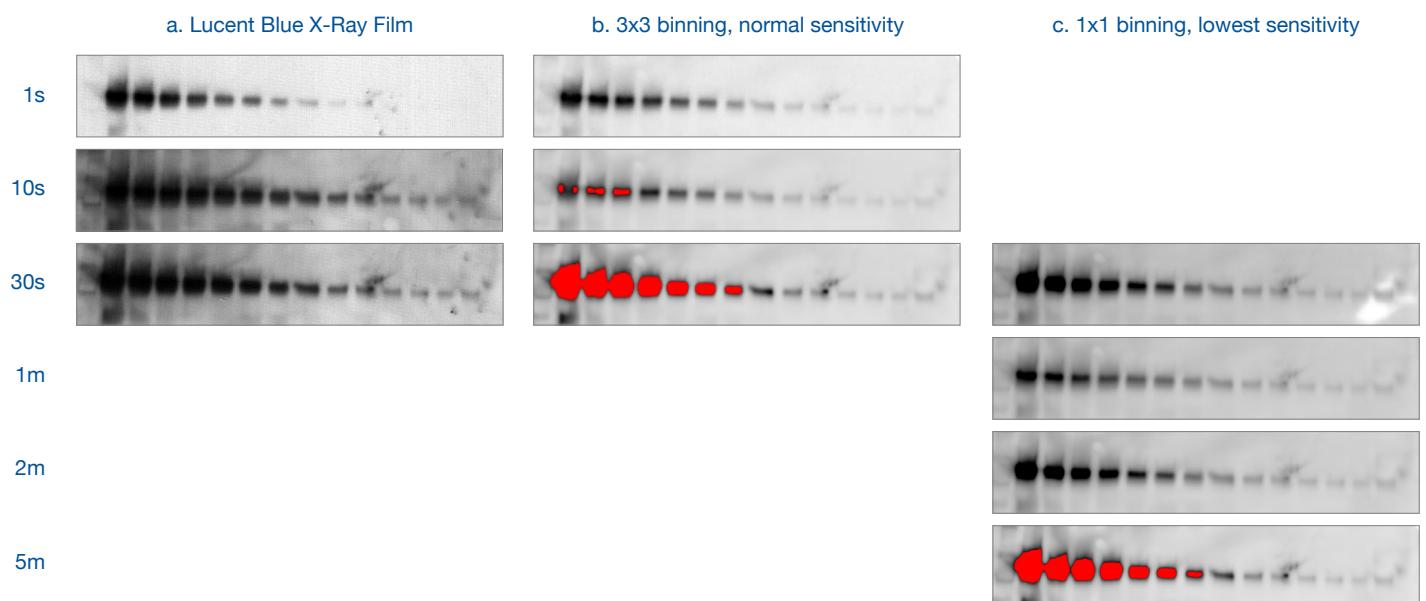 a. Lucent Blue X-Ray Film
b. 3x3 binning, normal sensitivity
c. 1x1 binning, lowest sensitivity
1s
10s
30s
1m
2m
5m